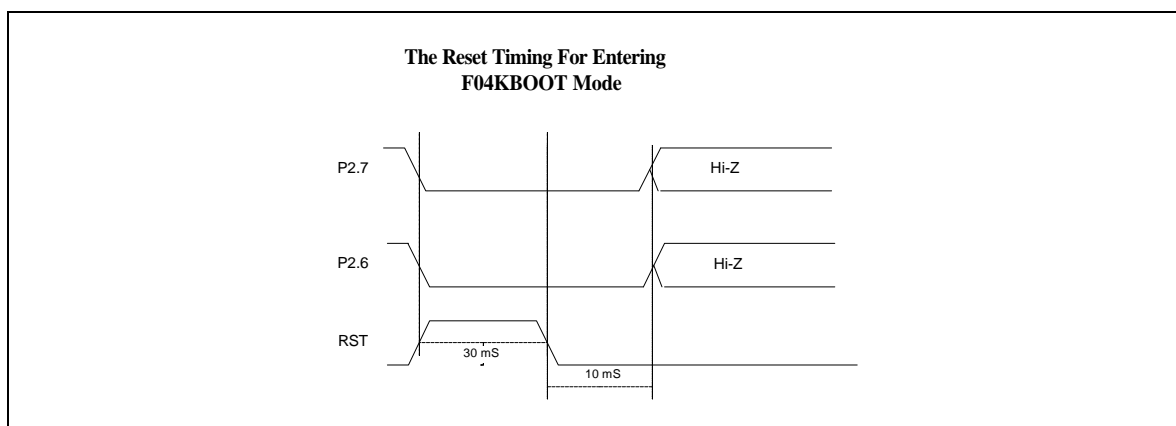 The Reset Timing For Entering
F04KBOOT Mode
P2.7
Hi-Z
P2.6
Hi-Z
RST
30 mS
10 mS